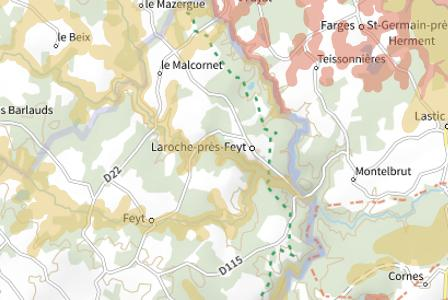 le Mazergue
Farges
St-Germain-prè
Herment
le Beix
Teissonnières
le Malcornet
s Barlauds
Lastic
Laroche-près-Feyt
D22
Montelbrut
Feyt
D115
Cornes